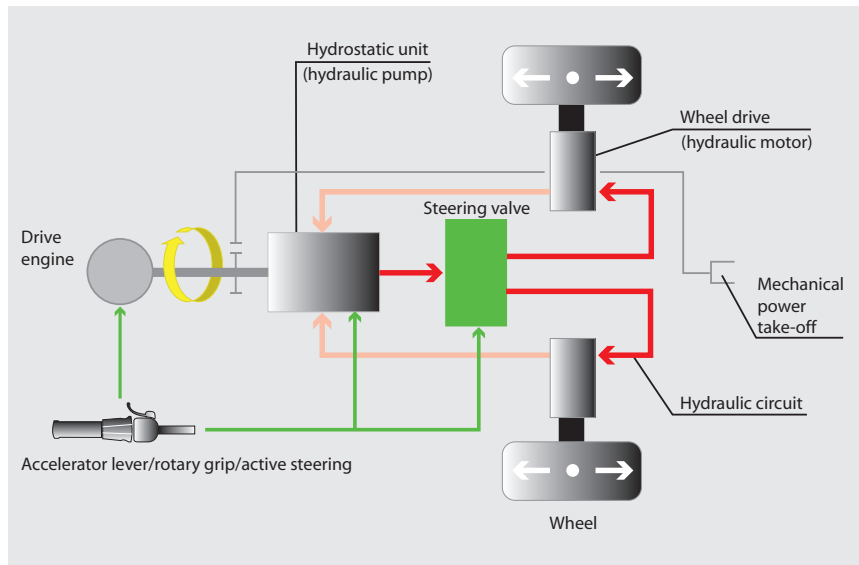 Hydrostatic unit
(hydraulic pump)
Wheel drive
(hydraulic motor)
Steering valve
Drive
engine
Mechanical
power
take-off
Hydraulic circuit
Accelerator lever/rotary grip/active steering
Wheel